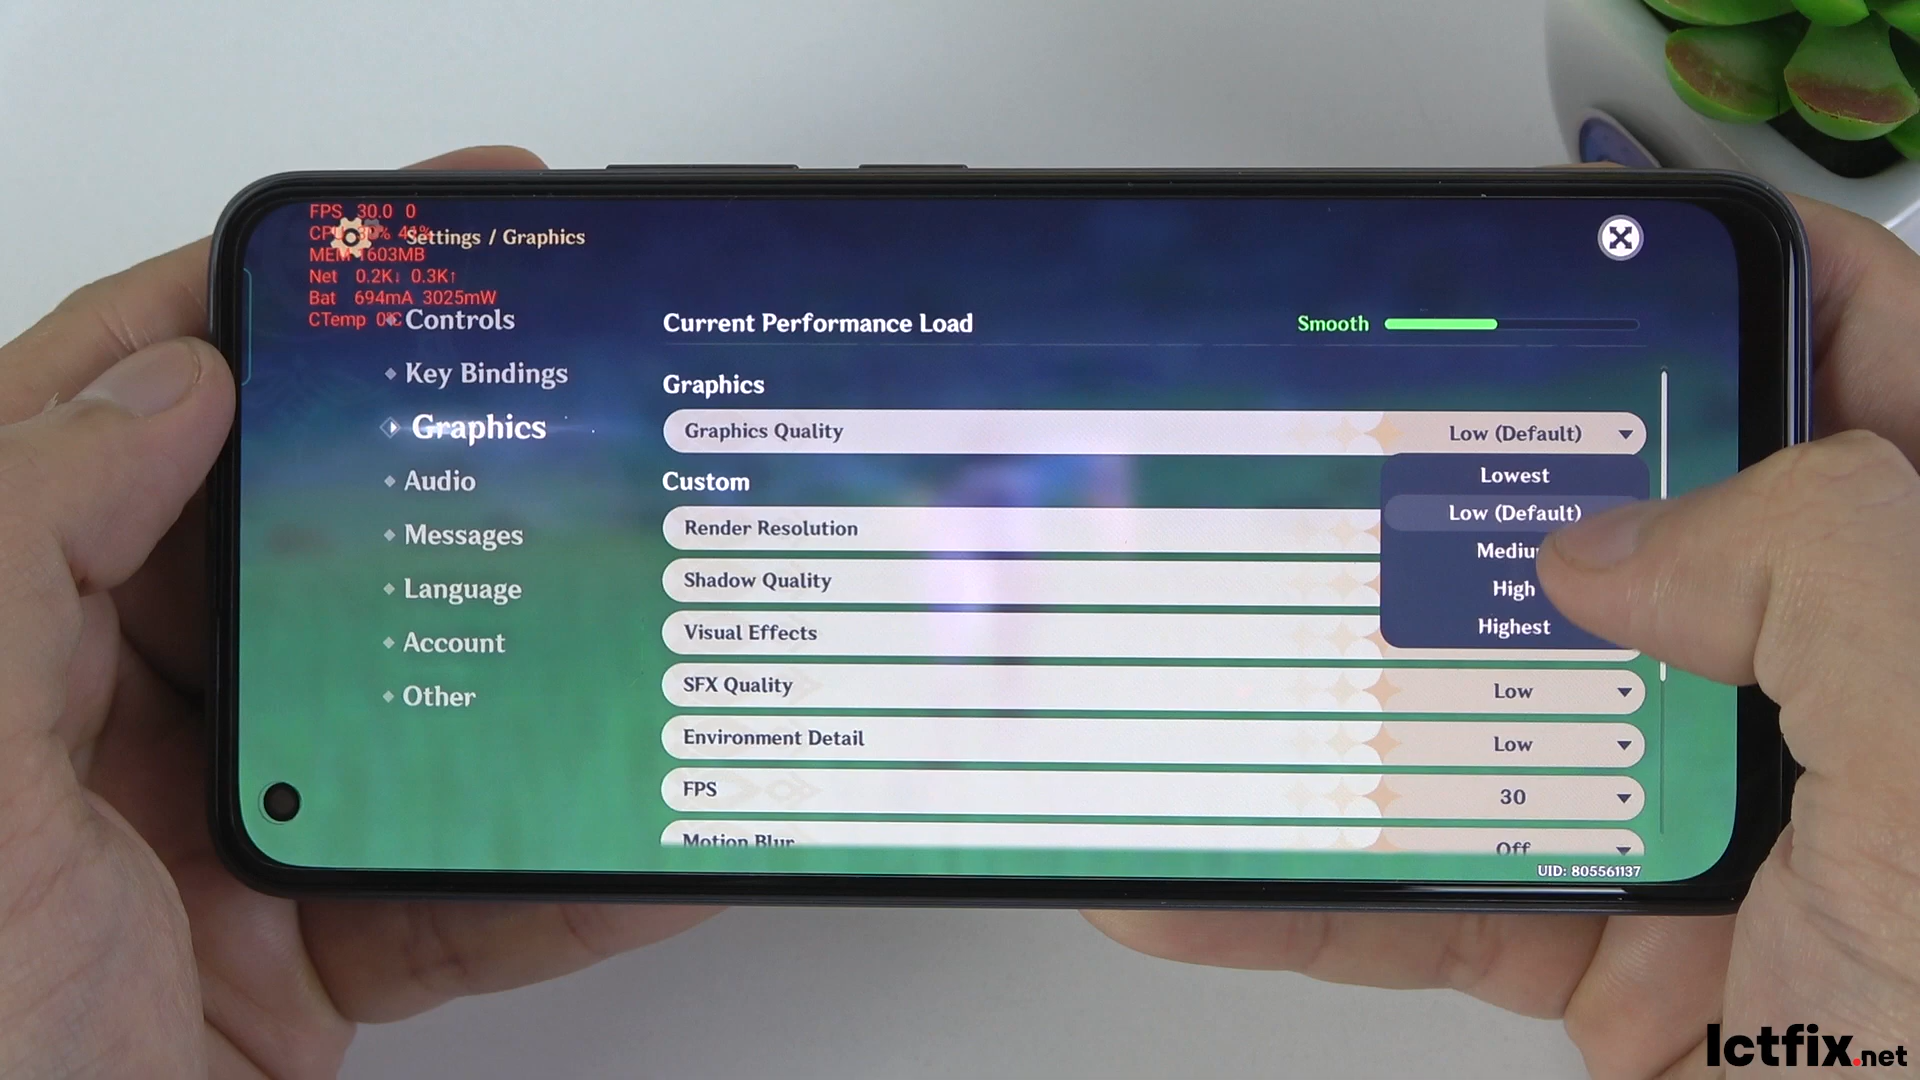 FPS 30.0 0
Settings / Graphics
MEM 1603MB
Net 0.2K↓ 0.3K↑
Bat 694mA 3025mW
CTemp 0°C
Controls
Key Bindings
Graphics
Audio
Messages
Language
Account
Other
Current Performance Load
Smooth
Graphics
Graphics Quality
Low (Default)
Lowest
Low (Default)
High
Highest
Custom
Render Resolution
Shadow Quality
Visual Effects
SFX Quality
Low
Environment Detail
Low
FPS
30
Motion Blur
Off
UID: 805561137
Ictfix.net